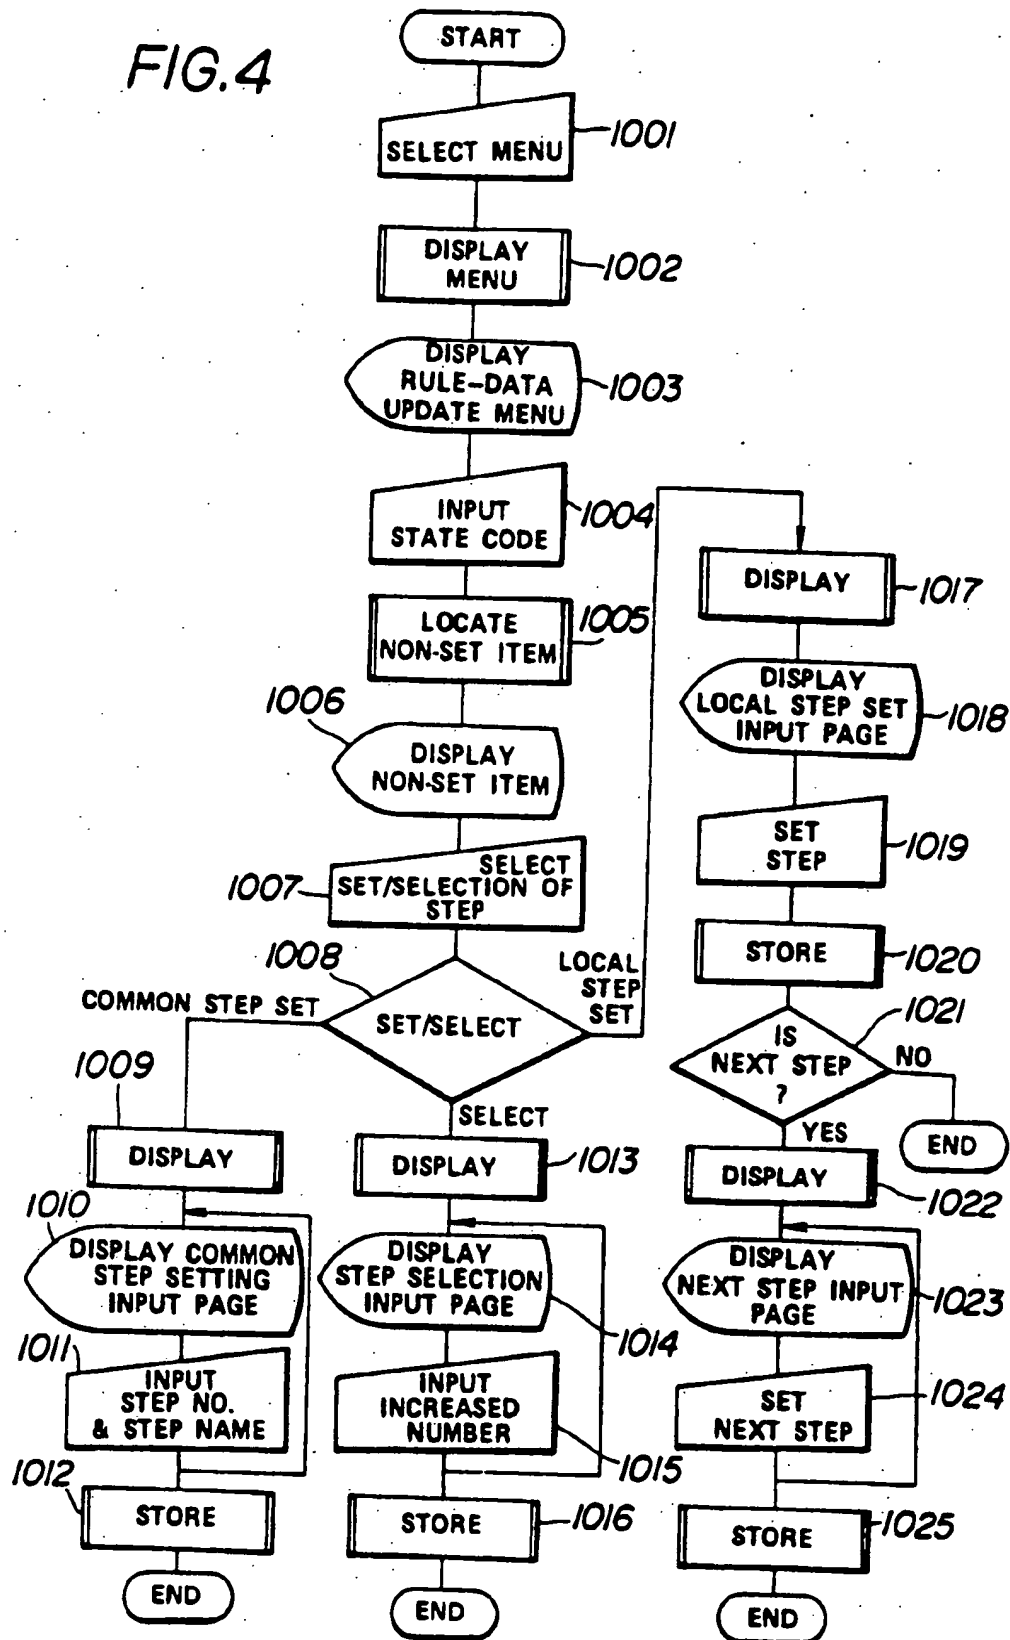 FIG.4
START
SELECT MENU
1001
DISPLAY
MENU
1002
DISPLAY
RULE-DATA
UPDATE MENU
1003
INPUT
STATE CODE
1004
LOCATE
NON-SET ITEM
1005
1006
DISPLAY
NON-SET ITEM
1007
SELECT
SET/SELECTION OF
STEP
1008
SET/SELECT
COMMON STEP SET
LOCAL
STEP
SET
SELECT
1009
DISPLAY
1010
DISPLAY COMMON
STEP SETTING
INPUT PAGE
1011
INPUT
STEP NO.
& STEP NAME
1012
STORE
END
DISPLAY
1013
DISPLAY
STEP SELECTION
INPUT PAGE
1014
INPUT
INCREASED
NUMBER
1015
STORE
1016
END
DISPLAY
1017
DISPLAY
LOCAL STEP SET
INPUT PAGE
1018
SET
STEP
1019
STORE
1020
IS
NEXT STEP
?
1021
NO
END
YES
DISPLAY
1022
DISPLAY
NEXT STEP INPUT
PAGE
1023
SET
NEXT STEP
1024
STORE
1025
END